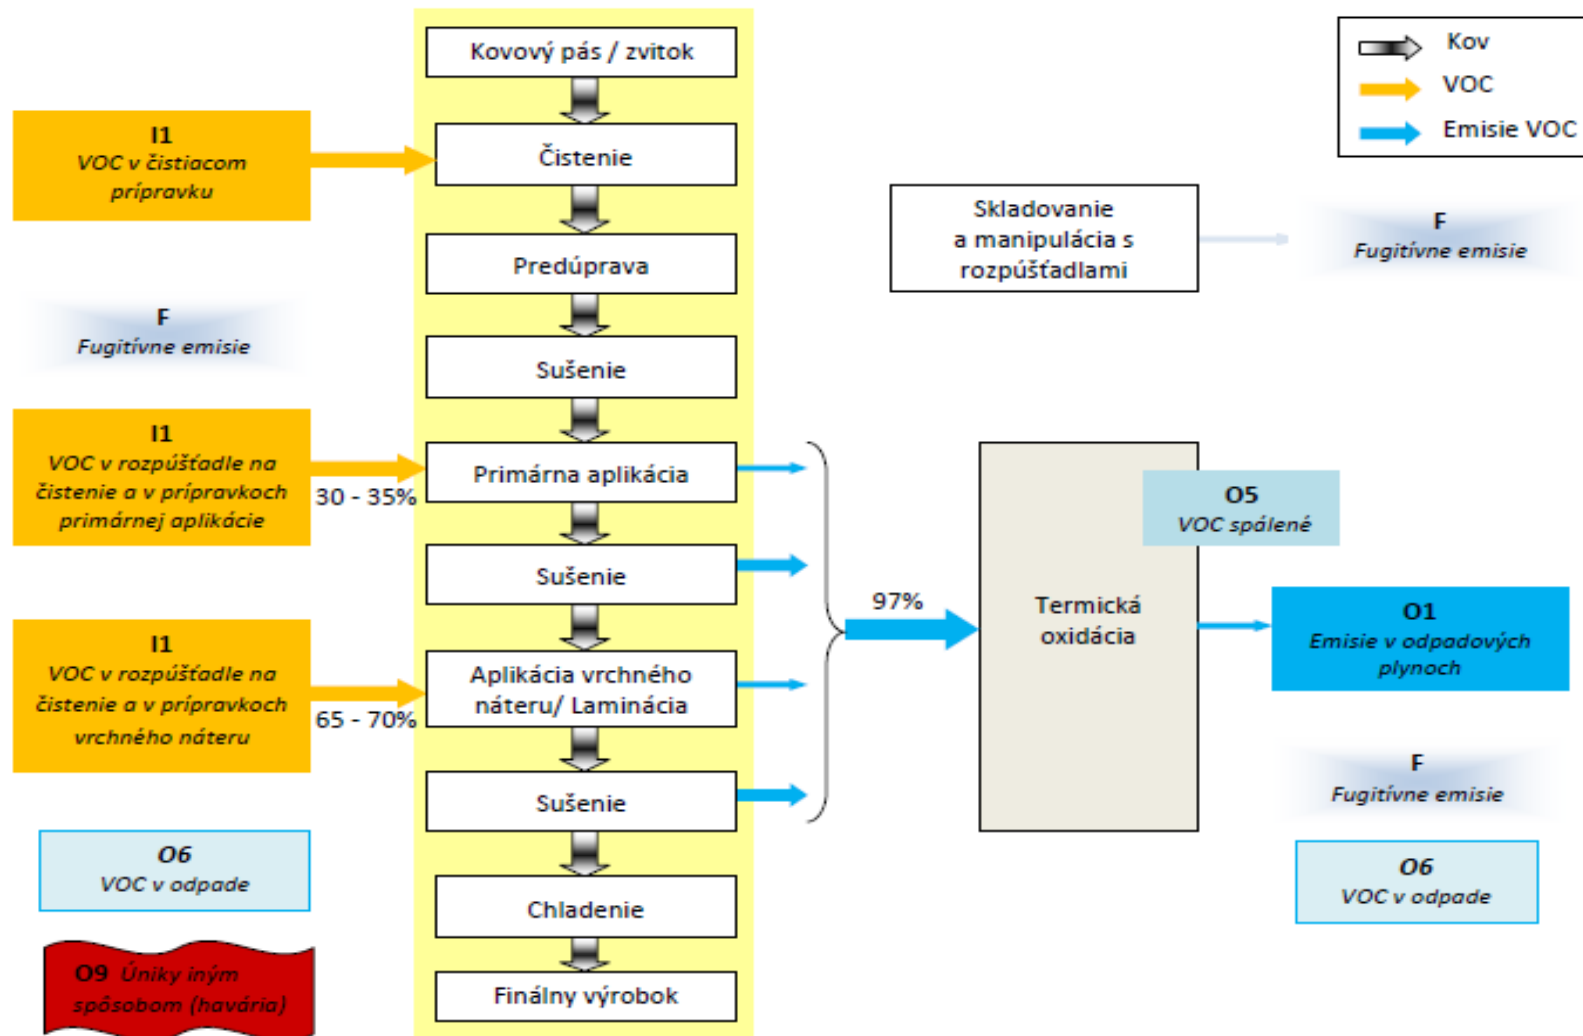 Kovový pás / zvitok
Kov
VOC
Emisie VOC
I1
VOC v čistiacom
prípravku
Čistenie
Skladovanie
a manipulácia s
rozpúšťadlami
F
Fugitívne emisie
Predúprava
F
Fugitívne emisie
Sušenie
I1
VOC v rozpúšťadle na
čistenie a v prípravkoch
primárnej aplikácie
30 - 35%
Primárna aplikácia
O5
VOC spálené
Sušenie
97%
Termická
oxidácia
O1
Emisie v odpadových
plynoch
I1
VOC v rozpúšťadle na
čistenie a v prípravkoch
vrchného náteru
65 - 70%
Aplikácia vrchného
náteru/ Laminácia
F
Fugitívne emisie
Sušenie
O6
VOC v odpade
O6
VOC v odpade
Chladenie
O9 Úniky iným
spôsobom (havária)
Finálny výrobok